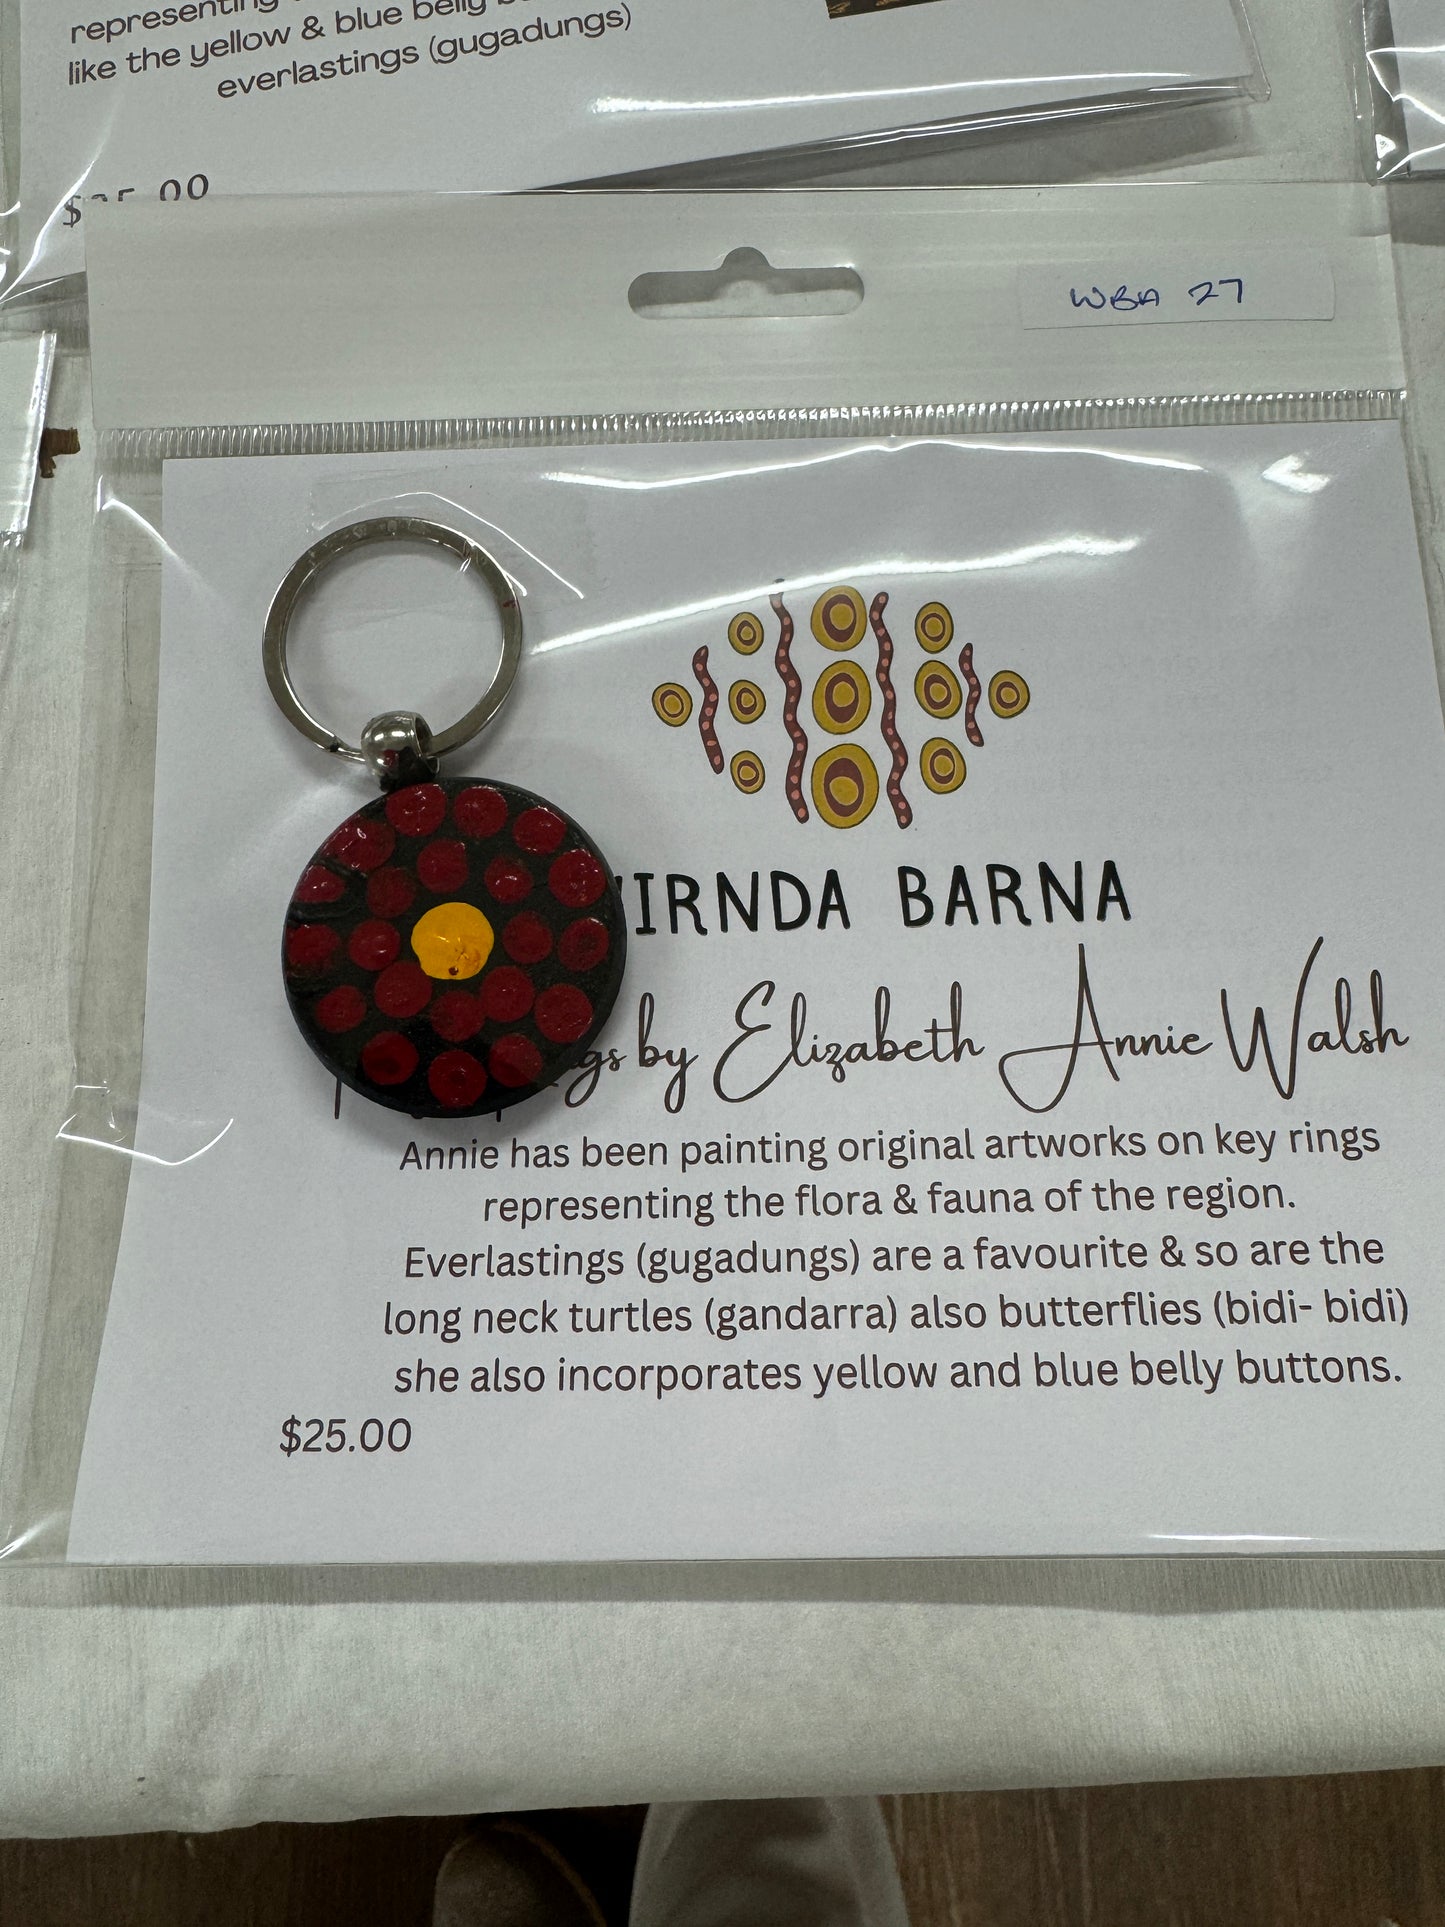 like the yellow & blue belly
everlastings (gugadungs)
WBA 27
IRNDA BARNA
by Elizabeth Annie Walsh
Annie has been painting original artworks on key rings
representing the flora & fauna of the region.
Everlastings (gugadungs) are a favourite & so are the
long neck turtles (gandarra) also butterflies (bidi- bidi)
she also incorporates yellow and blue belly buttons.
$25.00